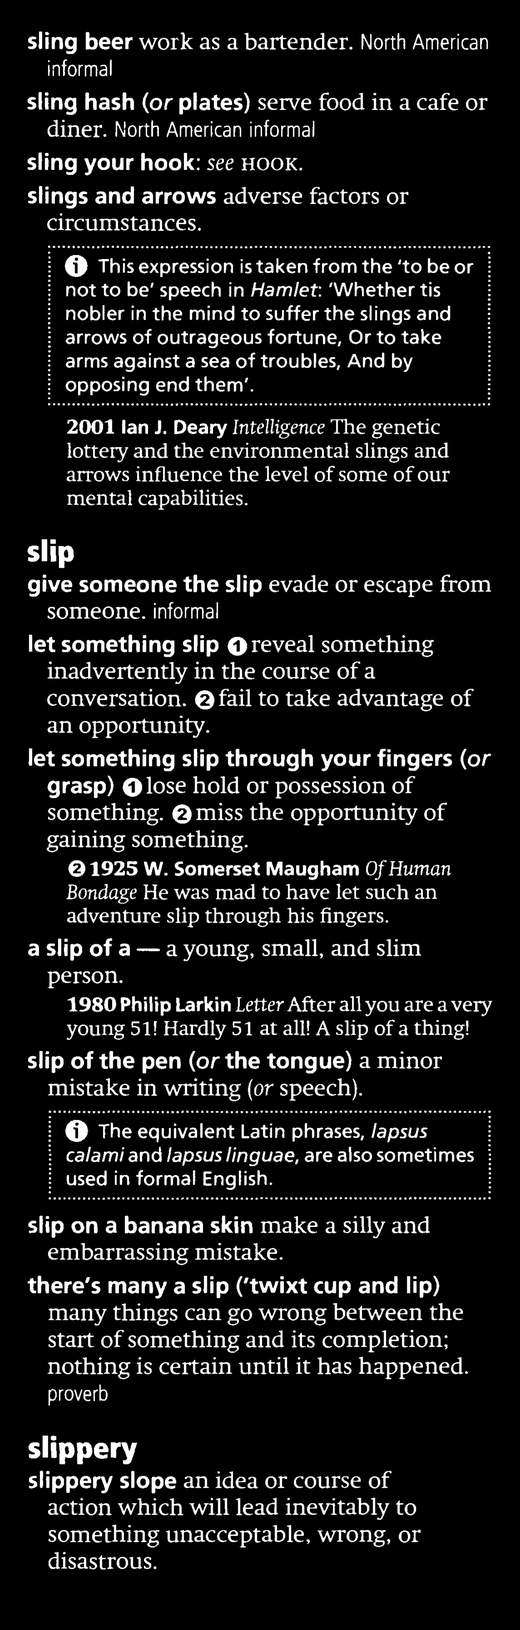 sling beer work as a bartender. North American
informal
sling hash (or plates) serve food in a cafe or
diner. North American informal
sling your hook: see HOOK.
slings and arrows adverse factors or
circumstances.
ℹ This expression is taken from the 'to be or
not to be' speech in Hamlet: 'Whether tis
nobler in the mind to suffer the slings and
arrows of outrageous fortune, Or to take
arms against a sea of troubles, And by
opposing end them'.
2001 Ian J. Deary Intelligence The genetic
lottery and the environmental slings and
arrows influence the level of some of our
mental capabilities.
slip
give someone the slip evade or escape from
someone. informal
let something slip ❶ reveal something
inadvertently in the course of a
conversation. ❷ fail to take advantage of
an opportunity.
let something slip through your fingers (or
grasp) ❶ lose hold or possession of
something. ❷ miss the opportunity of
gaining something.
❷ 1925 W. Somerset Maugham Of Human
Bondage He was mad to have let such an
adventure slip through his fingers.
a slip of a — a young, small, and slim
person.
1980 Philip Larkin Letter After all you are a very
young 51! Hardly 51 at all! A slip of a thing!
slip of the pen (or the tongue) a minor
mistake in writing (or speech).
ℹ The equivalent Latin phrases, lapsus
calami and lapsus linguae, are also sometimes
used in formal English.
slip on a banana skin make a silly and
embarrassing mistake.
there's many a slip ('twixt cup and lip)
many things can go wrong between the
start of something and its completion;
nothing is certain until it has happened.
proverb
slippery
slippery slope an idea or course of
action which will lead inevitably to
something unacceptable, wrong, or
disastrous.